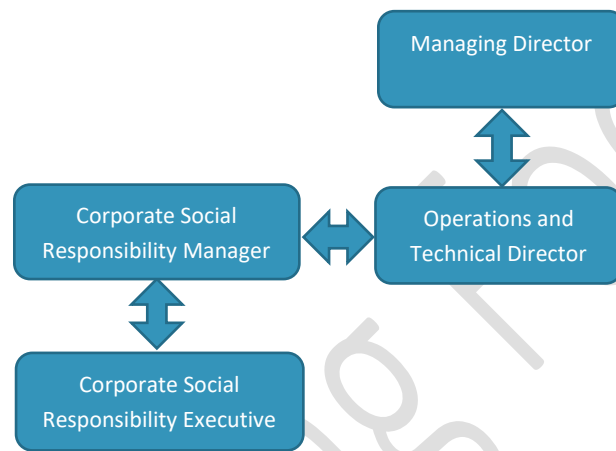 Managing Director
Operations and
Technical Director
Corporate Social
Responsibility Manager
Corporate Social
Responsibility Executive